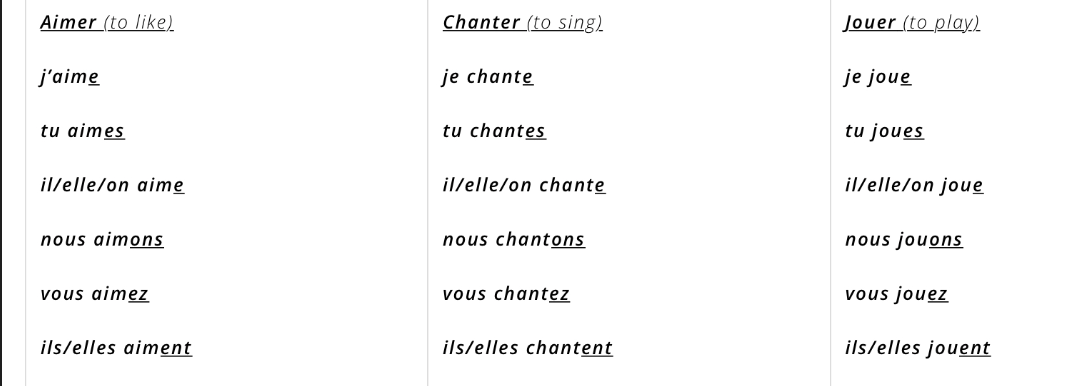 Aimer (to like)
j’aime
tu aimes
il/elle/on aime
nous aimons
vous aimez
ils/elles aiment
Chanter (to sing)
je chante
tu chantes
il/elle/on chante
nous chantons
vous chantez
ils/elles chantent
Jouer (to play)
je joue
tu joues
il/elle/on joue
nous jouons
vous jouez
ils/elles jouent